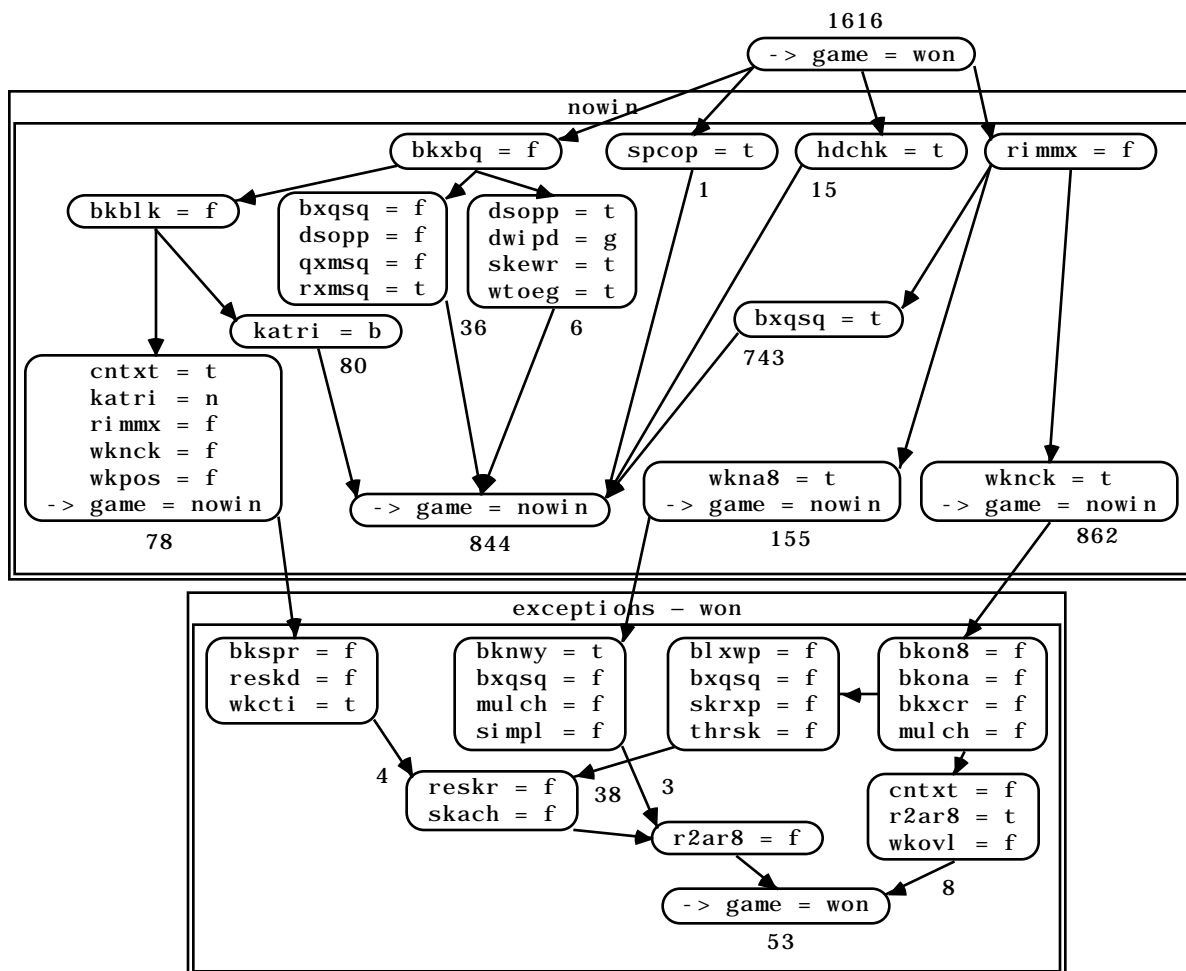 1616
-> game = won
nowin
bkxbq = f
spcop = t
hdchk = t
rimmx = f
1
15
bkblk = f
bxqsq = f
dsopp = f
qxmsq = f
rxmsq = t
dsopp = t
dwipd = g
skewr = t
wtoeg = t
katri = b
36
6
bxqsq = t
80
743
cntxt = t
katri = n
rimmx = f
wknck = f
wkpos = f
-> game = nowin
-> game = nowin
wkna8 = t
-> game = nowin
wknck = t
-> game = nowin
78
844
155
862
exceptions – won
bkspr = f
reskd = f
wkcti = t
bknwy = t
bxqsq = f
mulch = f
simpl = f
blxwp = f
bxqsq = f
skrxp = f
thrsk = f
bkon8 = f
bkona = f
bkxcr = f
mulch = f
4
reskr = f
skach = f
38
3
cntxt = f
r2ar8 = t
wkovl = f
r2ar8 = f
8
-> game = won
53